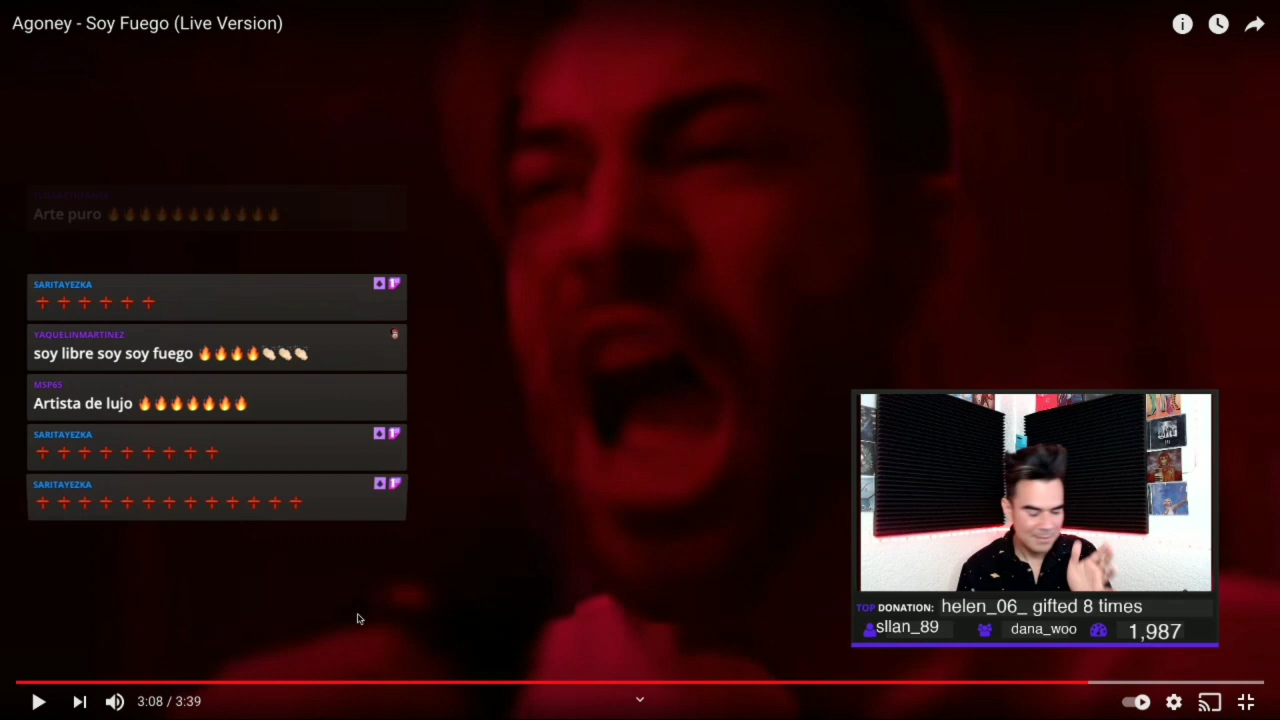 Agoney - Soy Fuego (Live Version)
Arte puro
SARITAYEZKA
YAQUELINMARTINEZ
soy libre soy soy fuego
MSP65
Artista de lujo
SARITAYEZKA
SARITAYEZKA
TOP DONATION: helen_06_ gifted 8 times
sllan_89 dana_woo 1,987
3:08 / 3:39